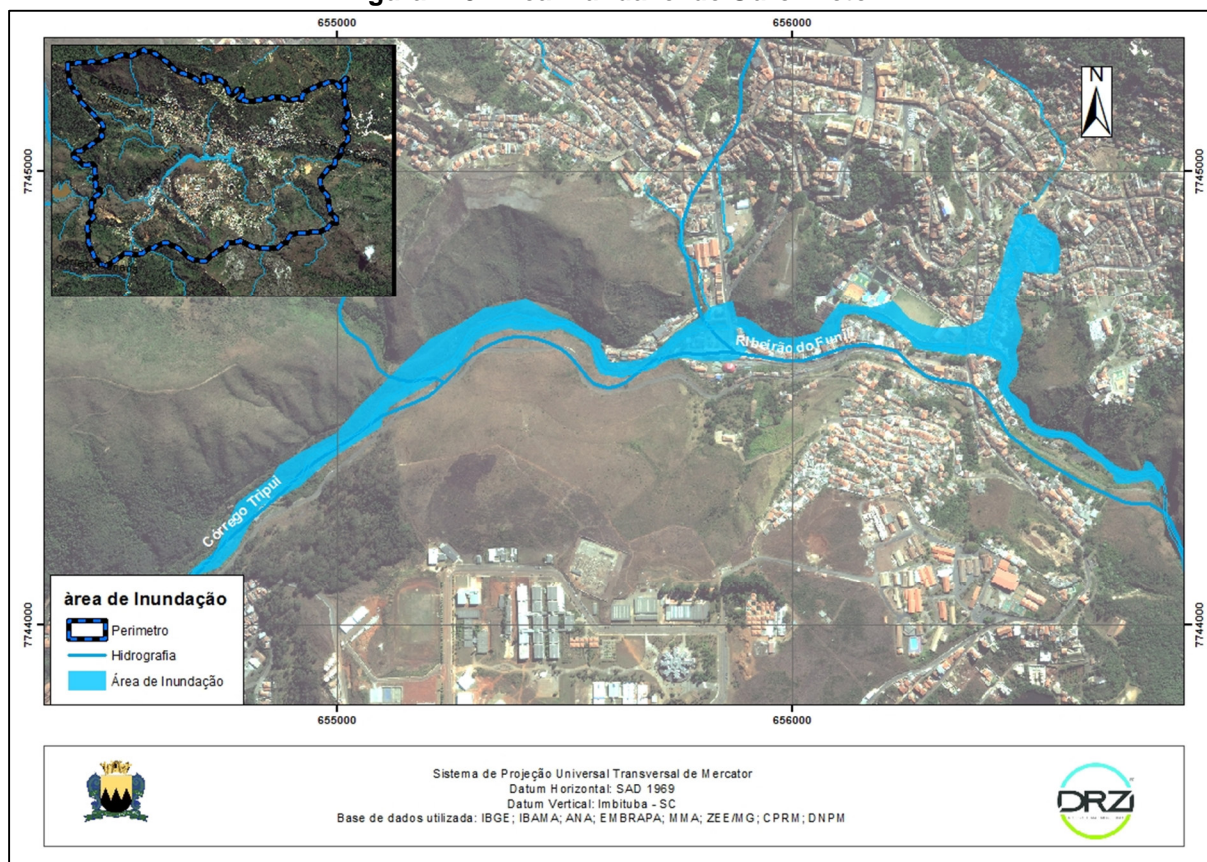 655000
656000
N
7745000
7745000
Ribeirão do Funil
Córrego Tripui
àrea de Inundação
Perimetro
Hidrografia
Área de Inundação
7744000
7744000
655000
656000
Sistema de Projeção Universal Transversal de Mercator
Datum Horizontal: SAD 1969
Datum Vertical: Imbituba - SC
Base de dados utilizada: IBGE; IBAMA; ANA; EMBRAPA; MMA; ZEE/MG; CPRM; DNPM
DRZ